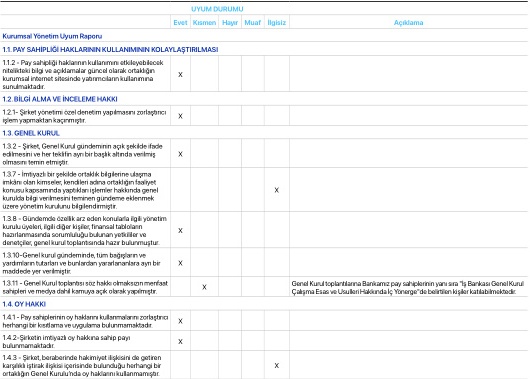 UYUM DURUMU
Evet Kısmen Hayır Muaf İlgisiz Açıklama
Kurumsal Yönetim Uyum Raporu
1.1. PAY SAHİPLİĞİ HAKLARININ KULLANIMININ KOLAYLAŞTIRILMASI
1.1.2 - Pay sahipliği haklarının kullanımını etkileyebilecek
nitelikteki bilgi ve açıklamalar güncel olarak ortaklığın
kurumsal internet sitesinde yatırımcıların kullanımına
sunulmaktadır.
X
1.2. BİLGİ ALMA VE İNCELEME HAKKI
1.2.1- Şirket yönetimi özel denetim yapılmasını zorlaştırıcı
işlem yapmaktan kaçınmıştır.
X
1.3. GENEL KURUL
1.3.2 - Şirket, Genel Kurul gündeminin açık şekilde ifade
edilmesini ve her teklifin ayrı bir başlık altında verilmiş
olmasını temin etmiştir.
X
1.3.7 - İmtiyazlı bir şekilde ortaklık bilgilerine ulaşma
imkânı olan kimseler, kendileri adına ortaklığın faaliyet
konusu kapsamında yaptıkları işlemler hakkında genel
kurulda bilgi verilmesini teminen gündeme eklenmek
üzere yönetim kurulunu bilgilendirmiştir.
X
1.3.8 - Gündemde özellik arz eden konularla ilgili yönetim
kurulu üyeleri, ilgili diğer kişiler, finansal tabloların
hazırlanmasında sorumluluğu bulunan yetkililer ve
denetçiler, genel kurul toplantısında hazır bulunmuştur.
X
1.3.10-Genel kurul gündeminde, tüm bağışların ve
yardımların tutarları ve bunlardan yararlananlara ayrı bir
maddede yer verilmiştir.
X
1.3.11 - Genel Kurul toplantısı söz hakkı olmaksızın menfaat
sahipleri ve medya dahil kamuya açık olarak yapılmıştır.
X
Genel Kurul toplantılarına Bankamız pay sahiplerinin yanı sıra "İş Bankası Genel Kurul
Çalışma Esas ve Usulleri Hakkında İç Yönerge"de belirtilen kişiler katılabilmektedir.
1.4. OY HAKKI
1.4.1 - Pay sahiplerinin oy haklarını kullanmalarını zorlaştırıcı
herhangi bir kısıtlama ve uygulama bulunmamaktadır.
X
1.4.2-Şirketin imtiyazlı oy hakkına sahip payı
bulunmamaktadır.
X
1.4.3 - Şirket, beraberinde hakimiyet ilişkisini de getiren
karşılıklı iştirak ilişkisi içerisinde bulunduğu herhangi bir
ortaklığın Genel Kurulu'nda oy haklarını kullanmamıştır.
X